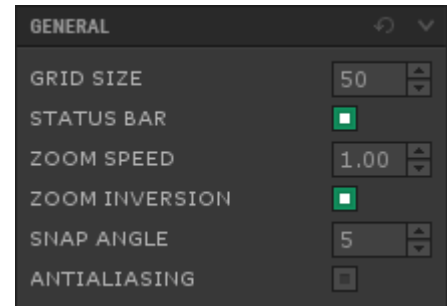 GENERAL
GRID SIZE 50
STATUS BAR
ZOOM SPEED 1.00
ZOOM INVERSION
SNAP ANGLE 5
ANTIALIASING